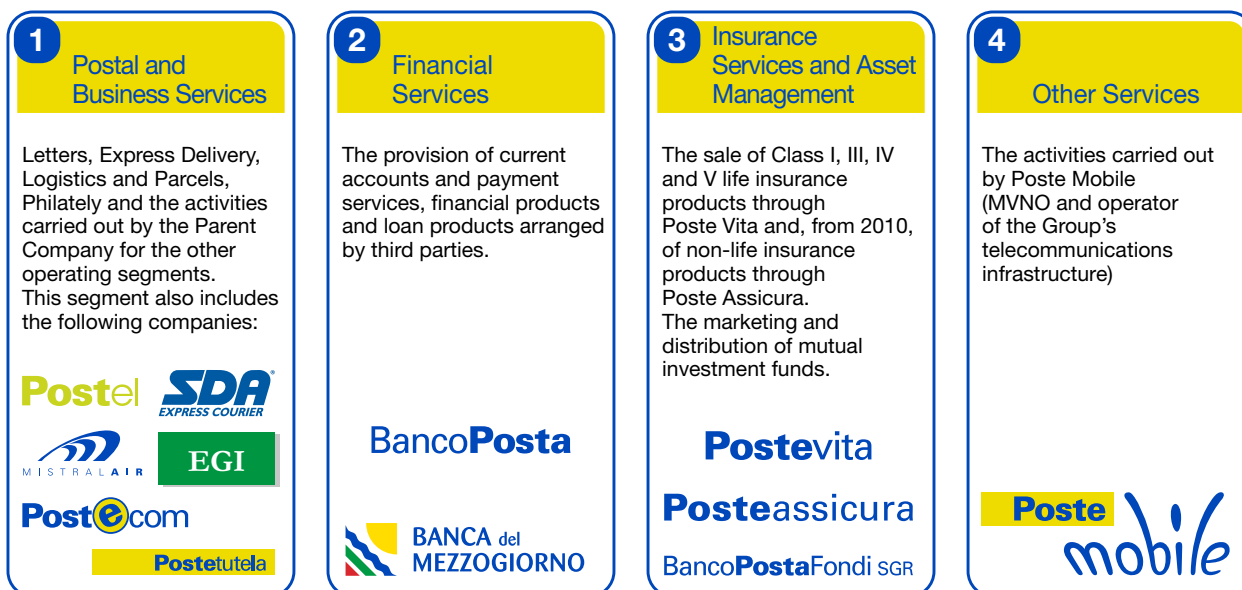 1
Postal and
Business Services
Letters, Express Delivery,
Logistics and Parcels,
Philately and the activities
carried out by the Parent
Company for the other
operating segments.
This segment also includes
the following companies:
Postel
SDA
EXPRESS COURIER
MISTRALAIR
EGI
Postecom
Postetutela
2
Financial
Services
The provision of current
accounts and payment
services, financial products
and loan products arranged
by third parties.
BancoPosta
BANCA del
MEZZOGIORNO
3
Insurance
Services and Asset
Management
The sale of Class I, III, IV
and V life insurance
products through
Poste Vita and, from 2010,
of non-life insurance
products through
Poste Assicura.
The marketing and
distribution of mutual
investment funds.
Postevita
Posteassicura
BancoPostaFondi SGR
4
Other Services
The activities carried out
by Poste Mobile
(MVNO and operator
of the Group's
telecommunications
infrastructure)
Poste
mobile